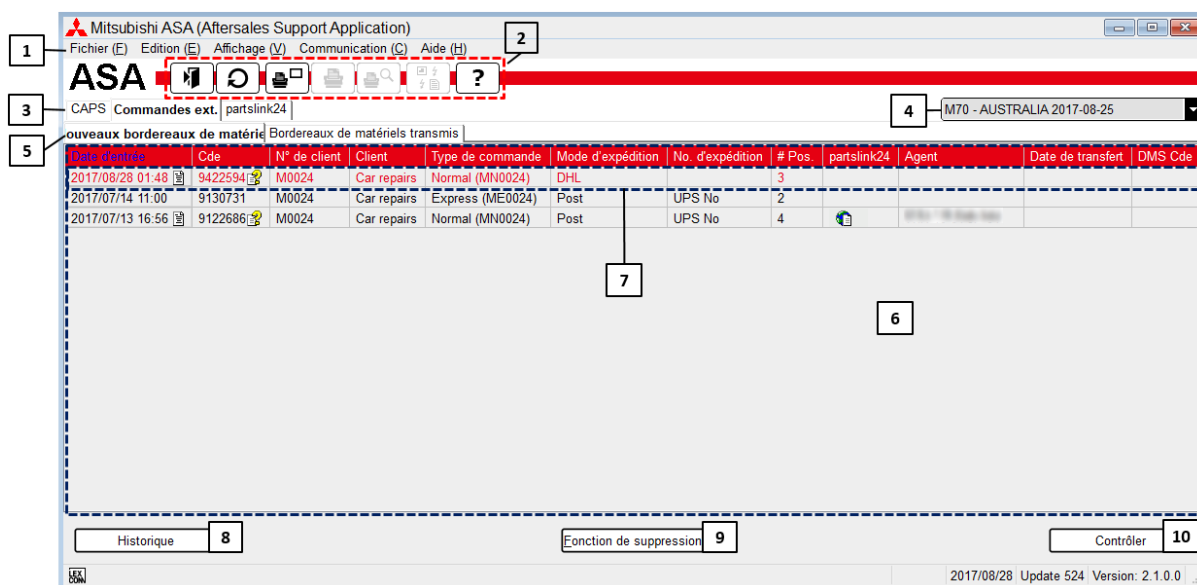 Mitsubishi ASA (Aftersales Support Application)
1 Fichier (F) Edition (E) Affichage (V) Communication (C) Aide (H) 2
ASA ?
3 CAPS Commandes ext. partslink24 4 M70 - AUSTRALIA 2017-08-25
5 ouveaux bordereaux de matérie Bordereaux de matériels transmis
Date d'entrée Cde N° de client Client Type de commande Mode d'expédition No. d'expédition # Pos. partslink24 Agent Date de transfert DMS Cde
2017/08/28 01:48 9422594 M0024 Car repairs Normal (MN0024) DHL 3
2017/07/14 11:00 9130731 M0024 Car repairs Express (ME0024) Post UPS No 2
2017/07/13 16:56 9122686 M0024 Car repairs Normal (MN0024) Post UPS No 4
7
6
Historique 8 Fonction de suppression 9 Contrôler 10
LEX COM 2017/08/28 Update 524 Version: 2.1.0.0